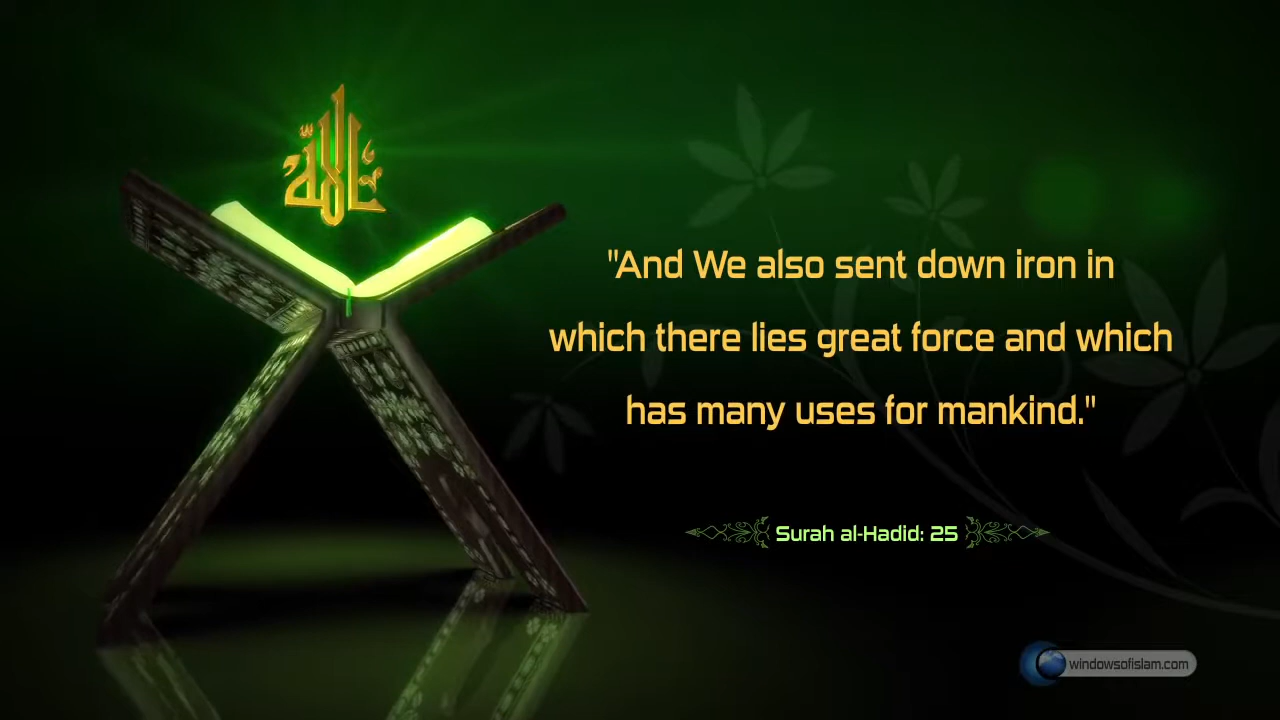 الله
"And We also sent down iron in
which there lies great force and which
has many uses for mankind."
Surah al-Hadid: 25
windowsofislam.com